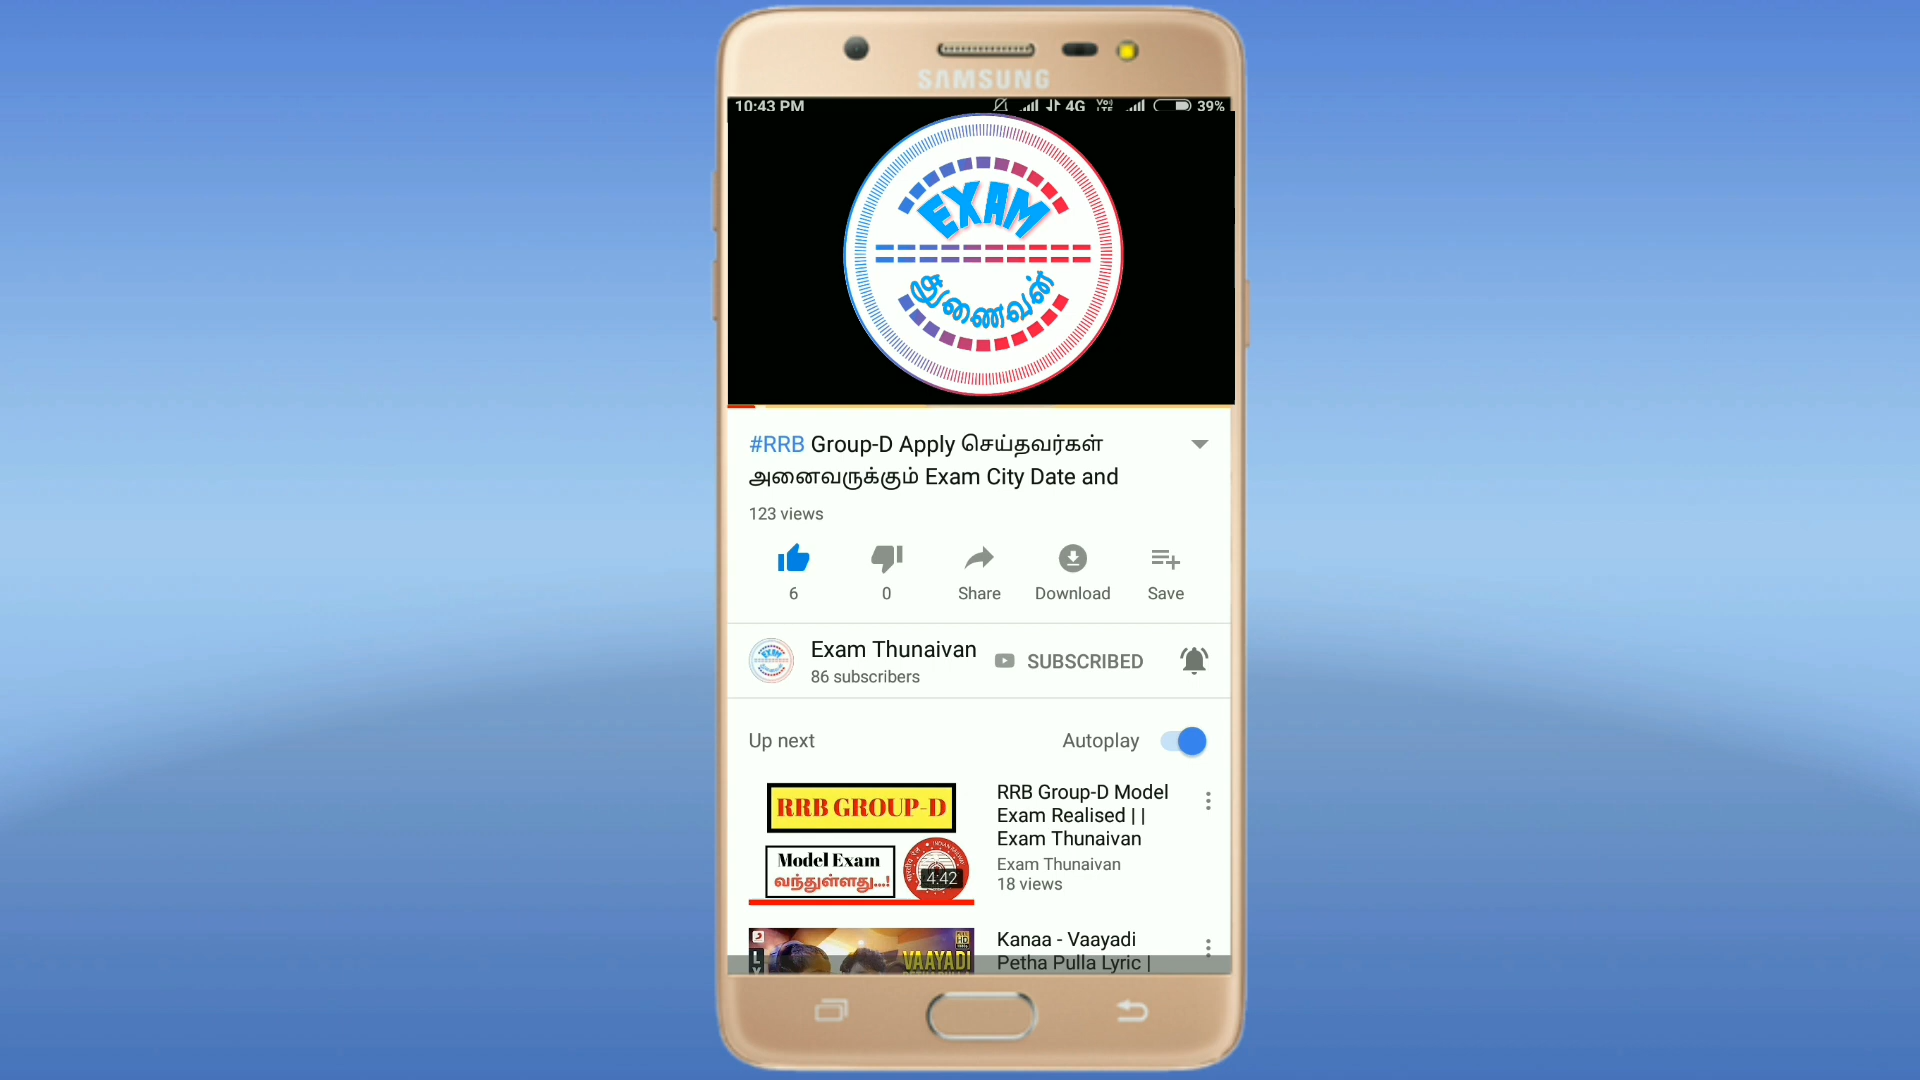 SAMSUNG
10:43 PM
4G
39%
EXAM
துணைவன்
#RRB Group-D Apply செய்தவர்கள்
அனைவருக்கும் Exam City Date and
123 views
6
0
Share
Download
Save
Exam Thunaivan
86 subscribers
SUBSCRIBED
Up next
Autoplay
RRB GROUP-D
Model Exam
வந்துள்ளது...!
4:42
RRB Group-D Model
Exam Realised ||
Exam Thunaivan
Exam Thunaivan
18 views
VAAYADI
HD
Kanaa - Vaayadi
Petha Pulla Lyric |